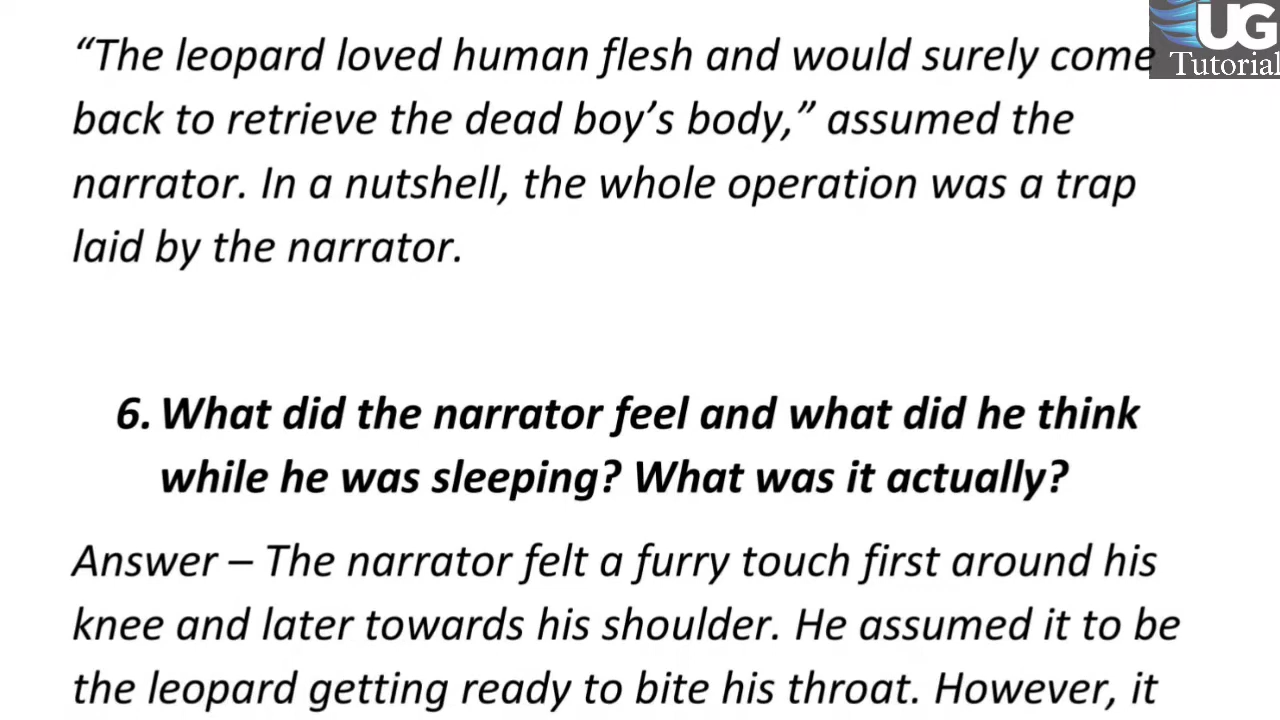 UG
Tutorial
“The leopard loved human flesh and would surely come
back to retrieve the dead boy’s body,” assumed the
narrator. In a nutshell, the whole operation was a trap
laid by the narrator.
6. What did the narrator feel and what did he think
while he was sleeping? What was it actually?
Answer – The narrator felt a furry touch first around his
knee and later towards his shoulder. He assumed it to be
the leopard getting ready to bite his throat. However, it